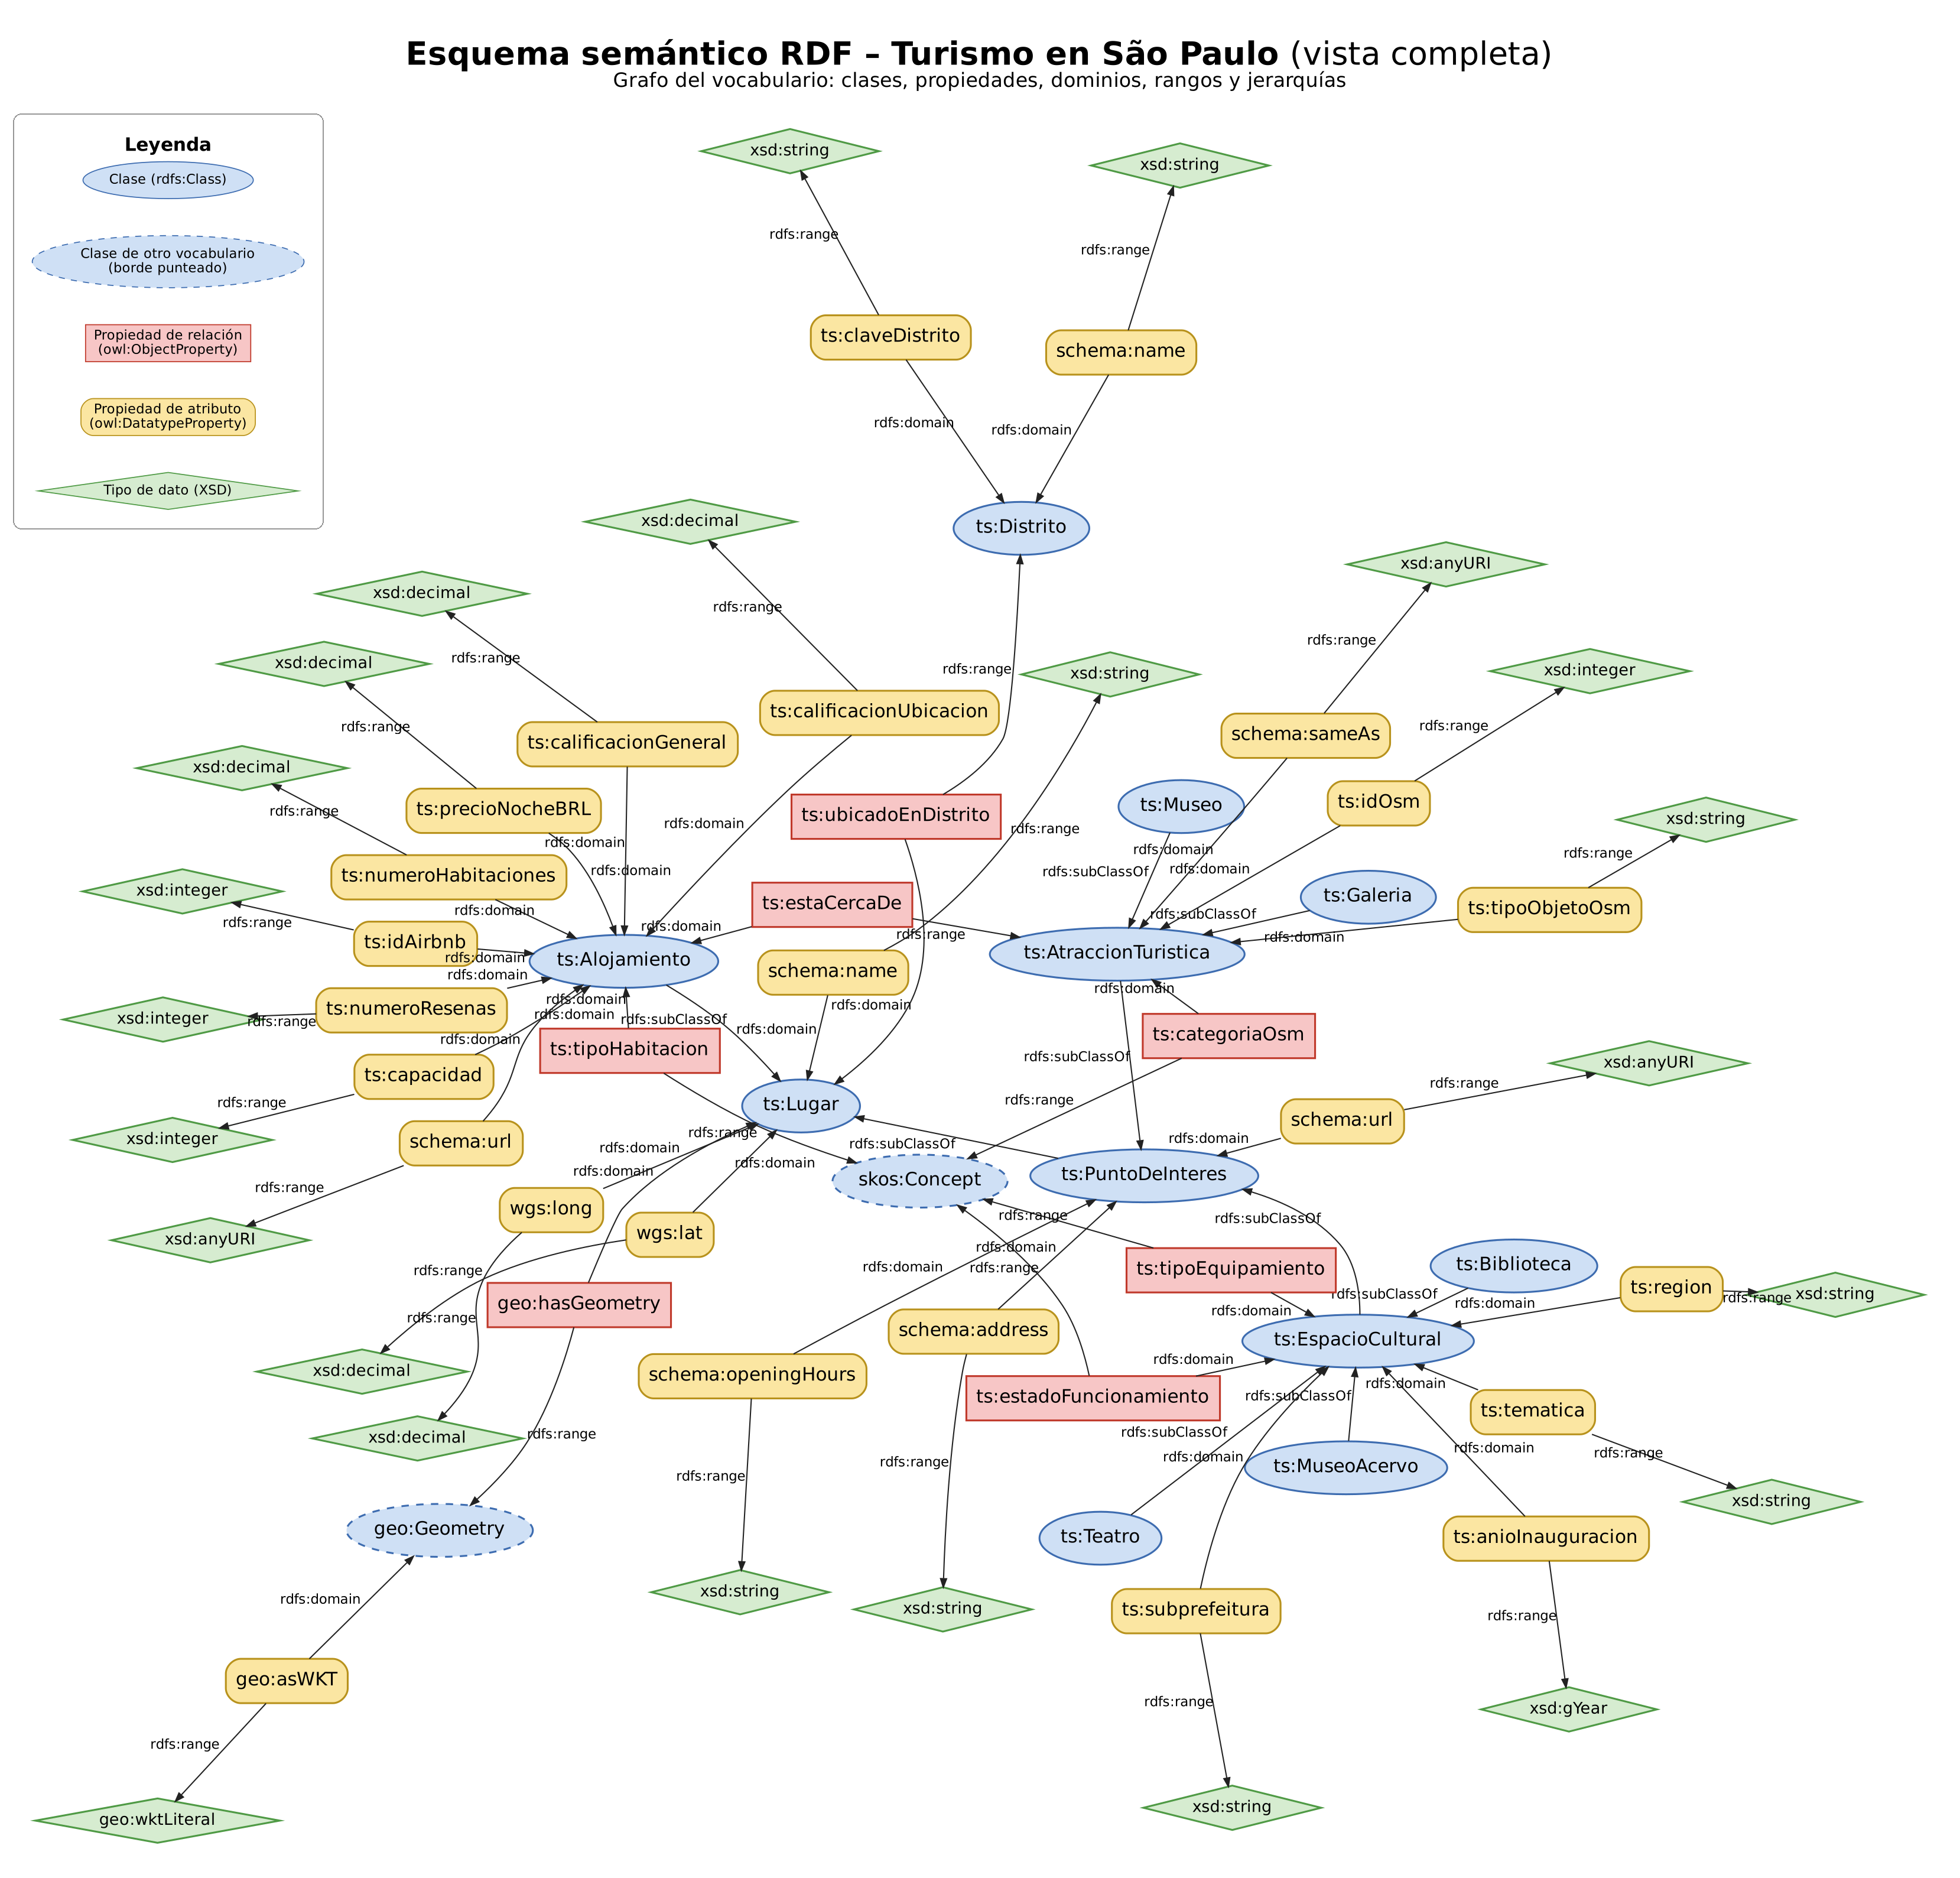 Esquema semántico RDF – Turismo en São Paulo (vista completa)
Grafo del vocabulario: clases, propiedades, dominios, rangos y jerarquías
Leyenda
Clase (rdfs:Class)
Clase de otro vocabulario
(borde punteado)
Propiedad de relación
(owl:ObjectProperty)
Propiedad de atributo
(owl:DatatypeProperty)
Tipo de dato (XSD)
xsd:string
xsd:string
rdfs:range
rdfs:range
ts:claveDistrito
schema:name
rdfs:domain
rdfs:domain
ts:Distrito
xsd:decimal
xsd:anyURI
xsd:decimal
rdfs:range
rdfs:range
xsd:decimal
rdfs:range
rdfs:range
xsd:string
xsd:integer
ts:calificacionUbicacion
rdfs:range
rdfs:range
schema:sameAs
ts:calificacionGeneral
xsd:decimal
ts:precioNocheBRL
ts:ubicadoEnDistrito
ts:Museo
ts:idOsm
rdfs:range
xsd:string
rdfs:domain
rdfs:range
rdfs:domain
rdfs:domain
rdfs:range
ts:numeroHabitaciones
rdfs:domain
rdfs:subClassOf
rdfs:domain
xsd:integer
ts:estaCercaDe
ts:Galeria
ts:tipoObjetoOsm
rdfs:domain
rdfs:range
rdfs:domain
rdfs:range
rdfs:subClassOf
rdfs:domain
ts:idAirbnb
rdfs:domain
ts:Alojamiento
ts:AtraccionTuristica
schema:name
rdfs:domain
rdfs:domain
rdfs:domain
rdfs:domain
rdfs:domain
ts:numeroResenas
xsd:integer
rdfs:range
rdfs:domain
rdfs:subClassOf
rdfs:domain
ts:tipoHabitacion
ts:categoriaOsm
rdfs:domain
rdfs:subClassOf
xsd:anyURI
ts:capacidad
rdfs:range
rdfs:range
rdfs:range
ts:Lugar
schema:url
xsd:integer
schema:url
rdfs:range
rdfs:domain
rdfs:subClassOf
rdfs:domain
rdfs:domain
rdfs:domain
skos:Concept
ts:PuntoDeInteres
rdfs:range
wgs:long
rdfs:range
rdfs:subClassOf
wgs:lat
xsd:anyURI
rdfs:domain
rdfs:domain
rdfs:range
ts:tipoEquipamiento
ts:Biblioteca
rdfs:range
ts:region
xsd:string
rdfs:range
rdfs:subClassOf
geo:hasGeometry
rdfs:domain
rdfs:domain
rdfs:range
schema:address
ts:EspacioCultural
xsd:decimal
schema:openingHours
rdfs:domain
rdfs:domain
ts:estadoFuncionamiento
rdfs:subClassOf
ts:tematica
xsd:decimal
rdfs:range
rdfs:subClassOf
rdfs:domain
rdfs:domain
rdfs:range
rdfs:range
rdfs:range
ts:MuseoAcervo
xsd:string
geo:Geometry
ts:Teatro
ts:anioInauguracion
xsd:string
rdfs:domain
xsd:string
ts:subprefeitura
rdfs:range
geo:asWKT
rdfs:range
xsd:gYear
rdfs:range
xsd:string
geo:wktLiteral